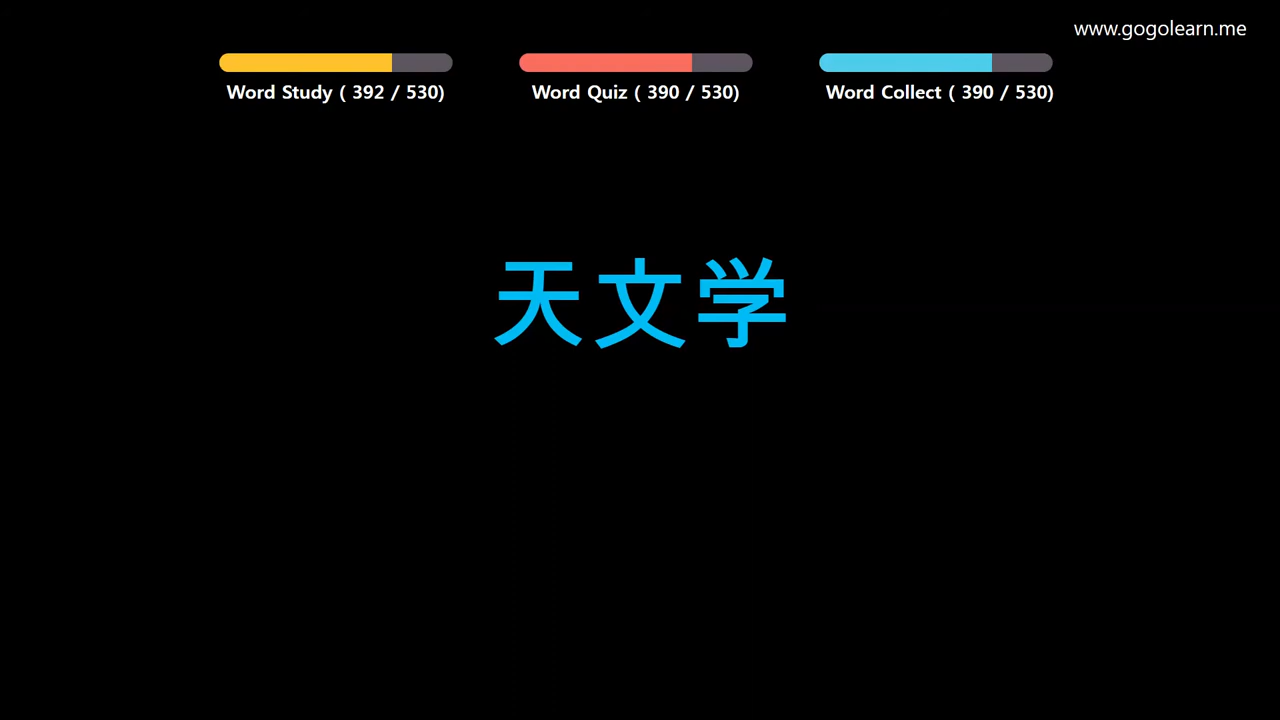 www.gogolearn.me
Word Study ( 392 / 530)
Word Quiz ( 390 / 530)
Word Collect ( 390 / 530)
天文学